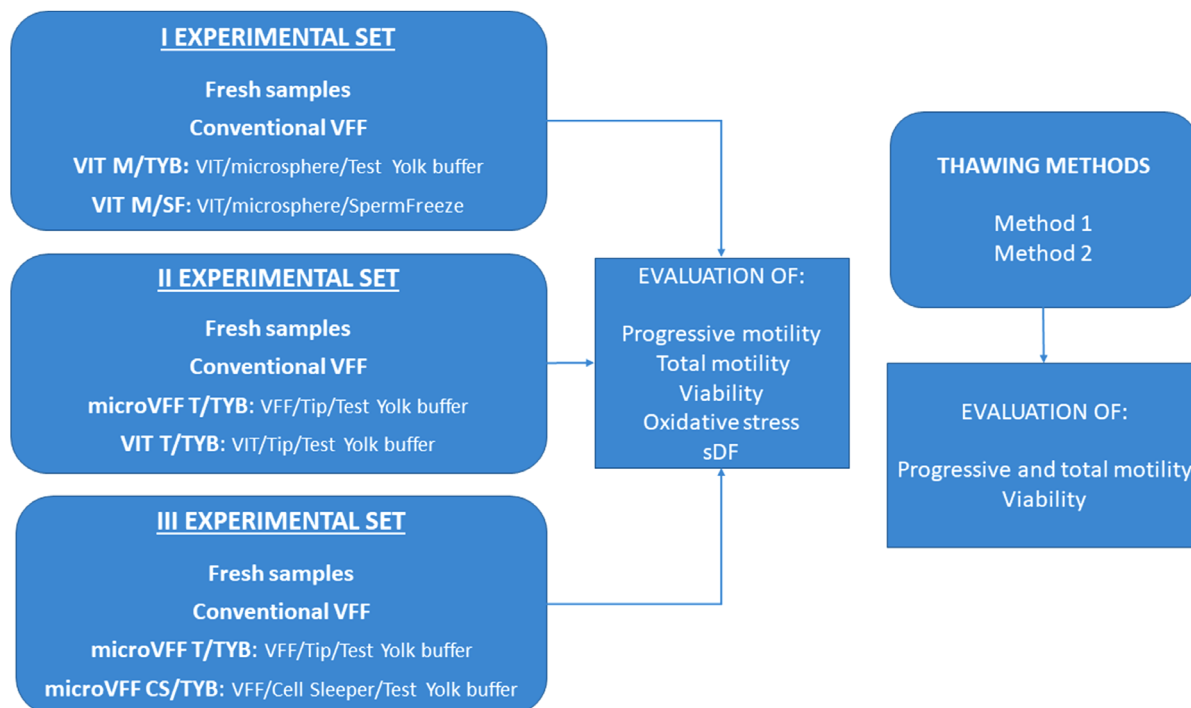 I EXPERIMENTAL SET
Fresh samples
Conventional VFF
VIT M/TYB: VIT/microsphere/Test Yolk buffer
VIT M/SF: VIT/microsphere/SpermFreeze
II EXPERIMENTAL SET
Fresh samples
Conventional VFF
microVFF T/TYB: VFF/Tip/Test Yolk buffer
VIT T/TYB: VIT/Tip/Test Yolk buffer
III EXPERIMENTAL SET
Fresh samples
Conventional VFF
microVFF T/TYB: VFF/Tip/Test Yolk buffer
microVFF CS/TYB: VFF/Cell Sleeper/Test Yolk buffer
EVALUATION OF:
Progressive motility
Total motility
Viability
Oxidative stress
sDF
THAWING METHODS
Method 1
Method 2
EVALUATION OF:
Progressive and total motility
Viability